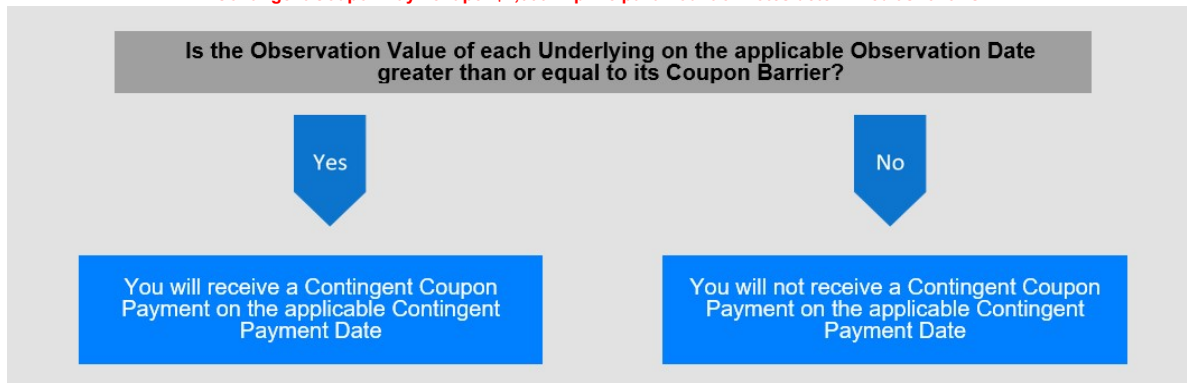 Is the Observation Value of each Underlying on the applicable Observation Date
greater than or equal to its Coupon Barrier?
Yes
No
You will receive a Contingent Coupon
Payment on the applicable Contingent
Payment Date
You will not receive a Contingent Coupon
Payment on the applicable Contingent
Payment Date